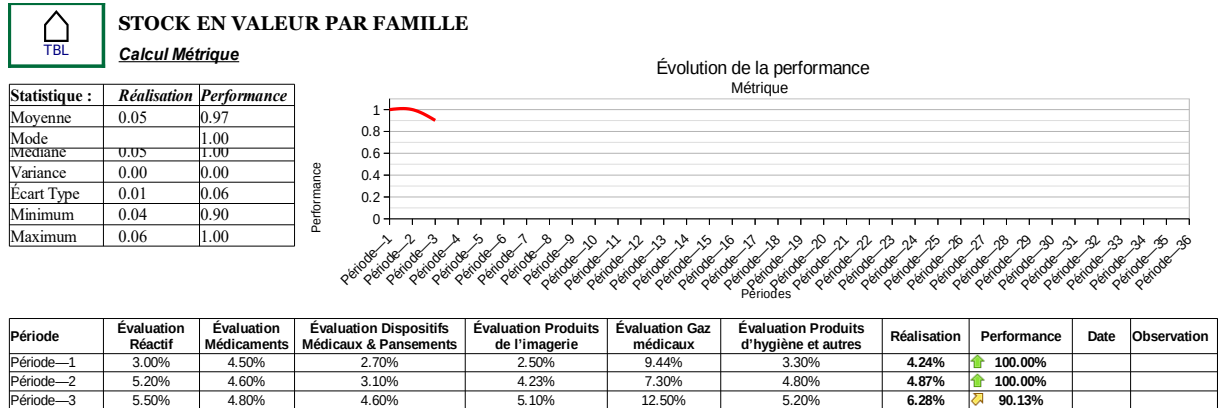 TBL
STOCK EN VALEUR PAR FAMILLE
Calcul Métrique
Statistique : Réalisation Performance
Moyenne 0.05 0.97
Mode 1.00
Médiane 0.05 1.00
Variance 0.00 0.00
Écart Type 0.01 0.06
Minimum 0.04 0.90
Maximum 0.06 1.00
Évolution de la performance
Métrique
Performance
1
0.8
0.6
0.4
0.2
0
Période—1
Période—2
Période—3
Période—4
Période—5
Période—6
Période—7
Période—8
Période—9
Période—10
Période—11
Période—12
Période—13
Période—14
Période—15
Période—16
Période—17
Période—18
Période—19
Période—20
Période—21
Période—22
Période—23
Période—24
Période—25
Période—26
Période—27
Période—28
Période—29
Période—30
Période—31
Période—32
Période—33
Période—34
Période—35
Période—36
Périodes
Période Évaluation Réactif Évaluation Médicaments Évaluation Dispositifs Médicaux & Pansements Évaluation Produits de l’imagerie Évaluation Gaz médicaux Évaluation Produits d’hygiène et autres Réalisation Performance Date Observation
Période—1 3.00% 4.50% 2.70% 2.50% 9.44% 3.30% 4.24% 100.00%
Période—2 5.20% 4.60% 3.10% 4.23% 7.30% 4.80% 4.87% 100.00%
Période—3 5.50% 4.80% 4.60% 5.10% 12.50% 5.20% 6.28% 90.13%